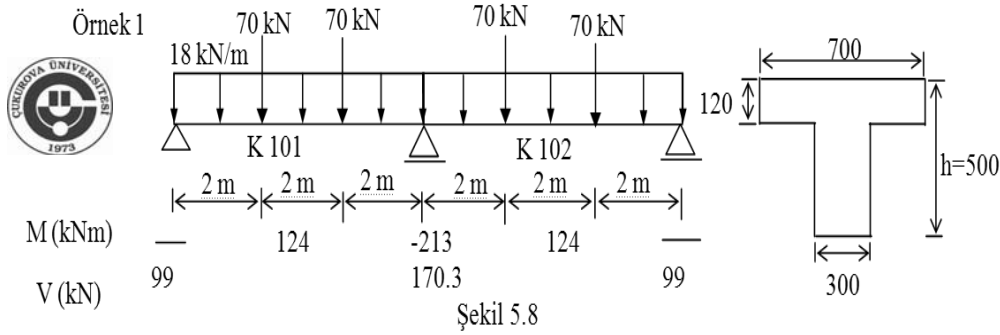 Örnek 1
70 kN 70 kN 70 kN 70 kN
18 kN/m
ÇUKUROVA ÜNİVERSİTESİ
1973
K 101 K 102
2 m 2 m 2 m 2 m 2 m 2 m
M (kNm) — 124 -213 124 —
V (kN) 99 170.3 99
Şekil 5.8
700
120
h=500
300